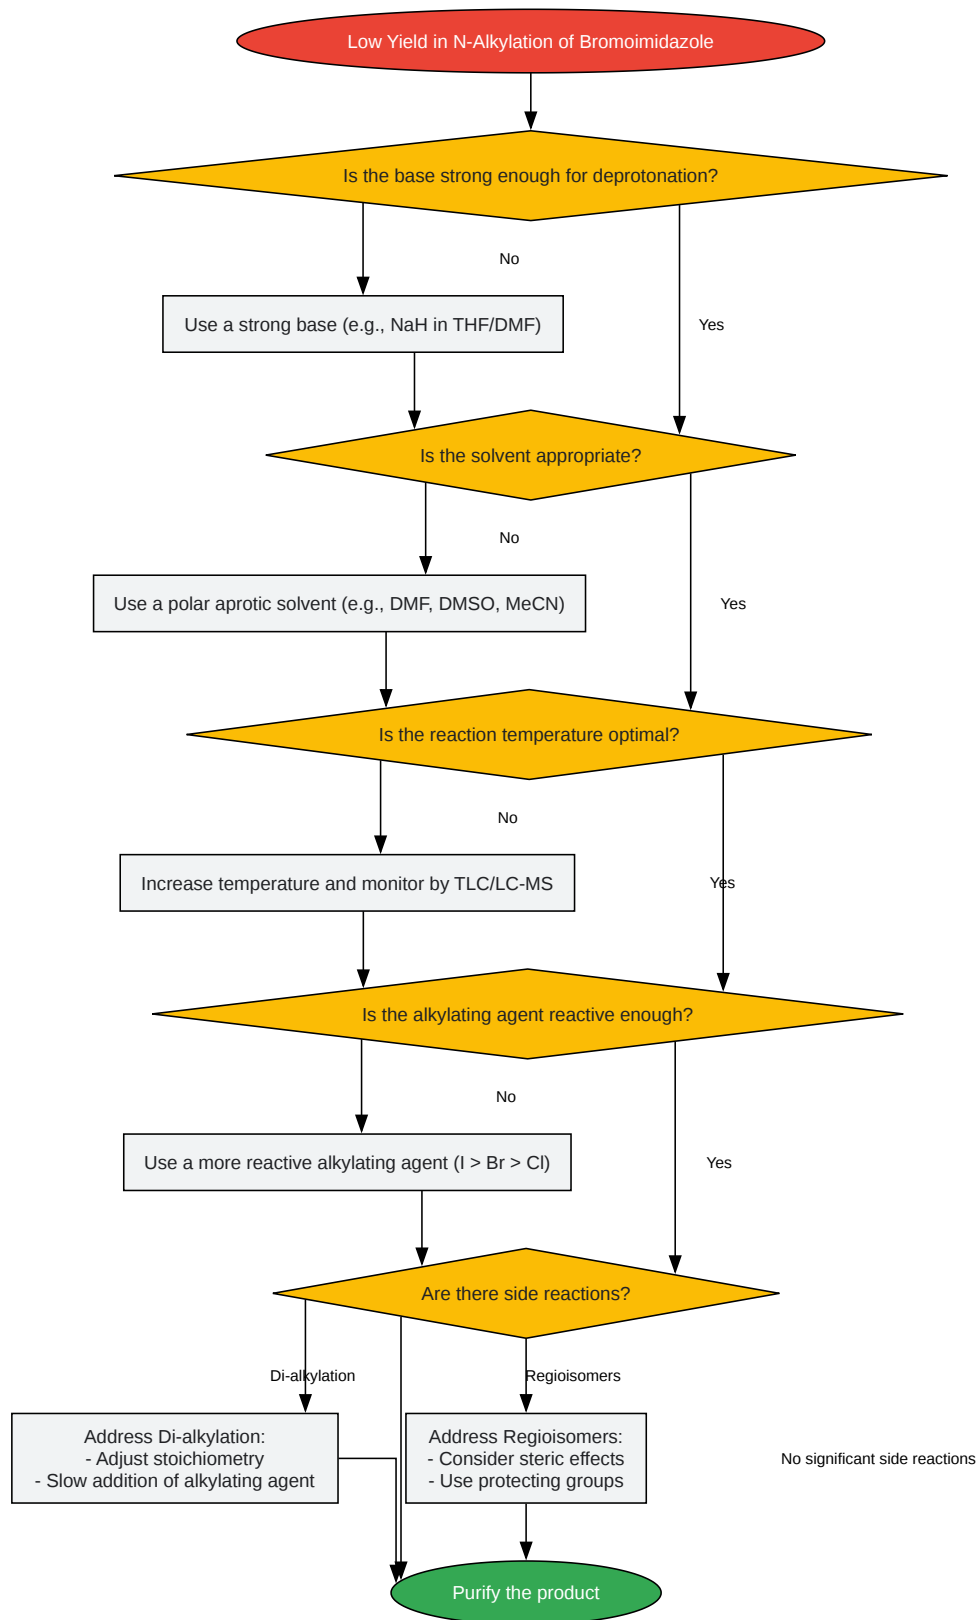 Low Yield in N-Alkylation of Bromoimidazole
Is the base strong enough for deprotonation?
No
Use a strong base (e.g., NaH in THF/DMF)
Yes
Is the solvent appropriate?
No
Use a polar aprotic solvent (e.g., DMF, DMSO, MeCN)
Yes
Is the reaction temperature optimal?
No
Increase temperature and monitor by TLC/LC-MS
Yes
Is the alkylating agent reactive enough?
No
Use a more reactive alkylating agent (I > Br > Cl)
Yes
Are there side reactions?
Di-alkylation
Regioisomers
Address Di-alkylation:
- Adjust stoichiometry
- Slow addition of alkylating agent
Address Regioisomers:
- Consider steric effects
- Use protecting groups
No significant side reactions
Purify the product